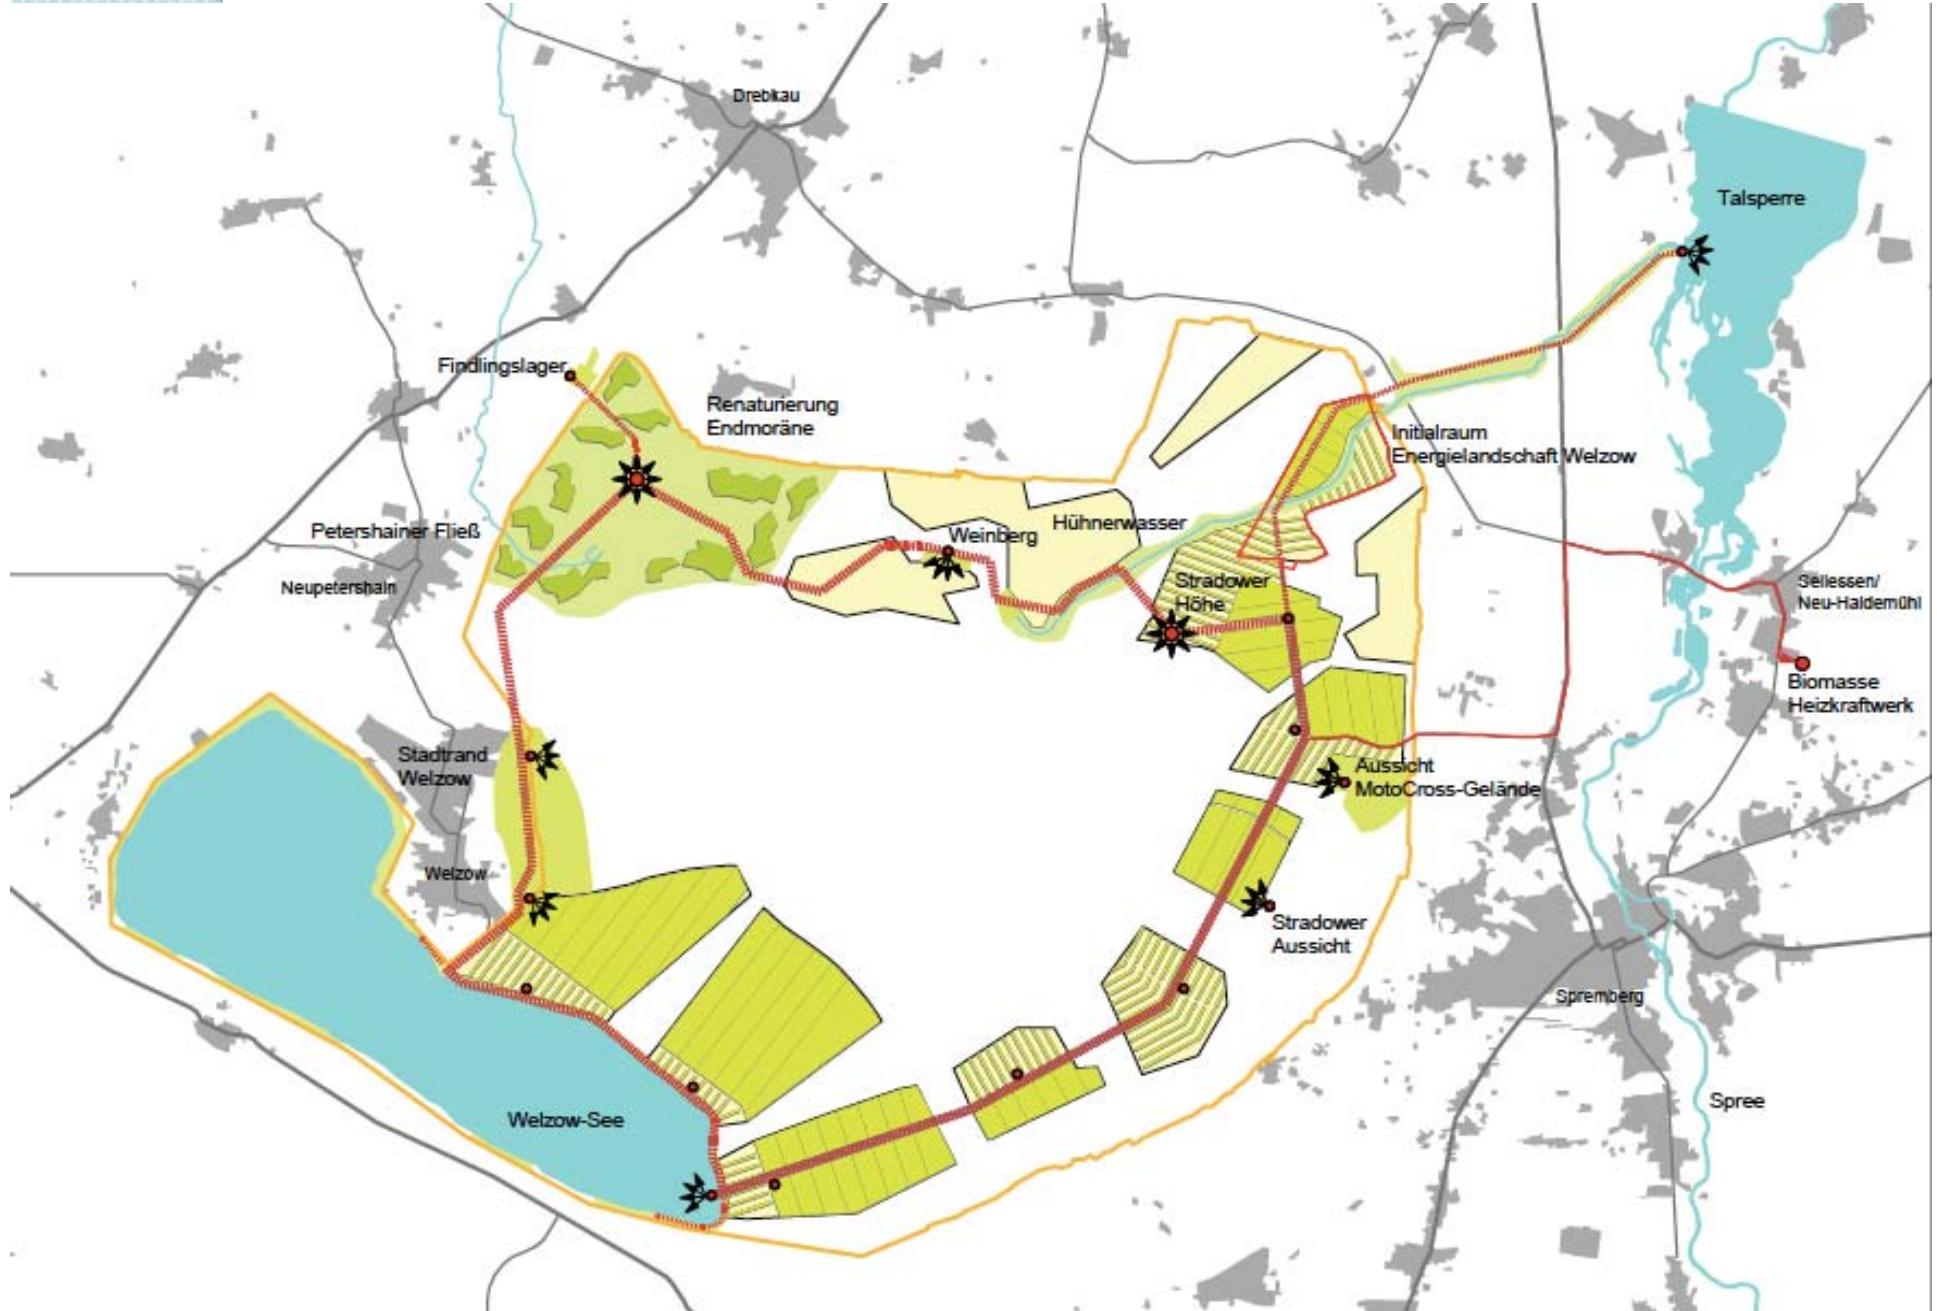 Drebkau
Talsperre
Findlingslager
Renaturierung
Endmoräne
Initialraum
Energielandschaft Welzow
Petershainer Fließ
Weinberg
Hühnerwasser
Neupetershain
Stradower
Höhe
Sellessen/
Neu-Haidemühl
Biomasse
Heizkraftwerk
Stadtrand
Welzow
Aussicht
MotoCross-Gelände
Welzow
Stradower
Aussicht
Spremberg
Welzow-See
Spree